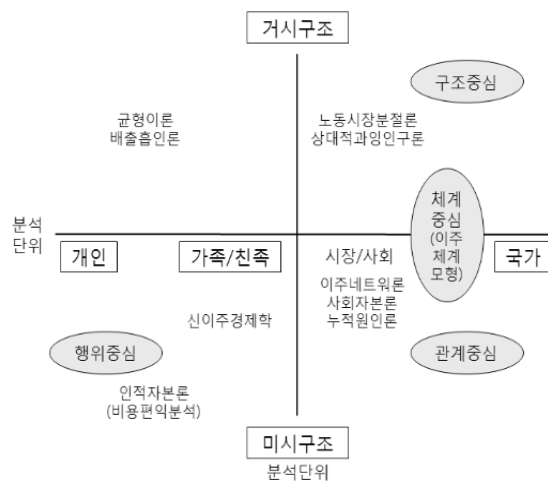 거시구조
구조중심
균형이론
배출흡인론
노동시장분절론
상대적과잉인구론
체계
중심
(이주
체계
모형)
분석
단위
개인
가족/친족
시장/사회
국가
이주네트워론
사회자본론
누적원인론
신이주경제학
행위중심
관계중심
인적자본론
(비용편익분석)
미시구조
분석단위